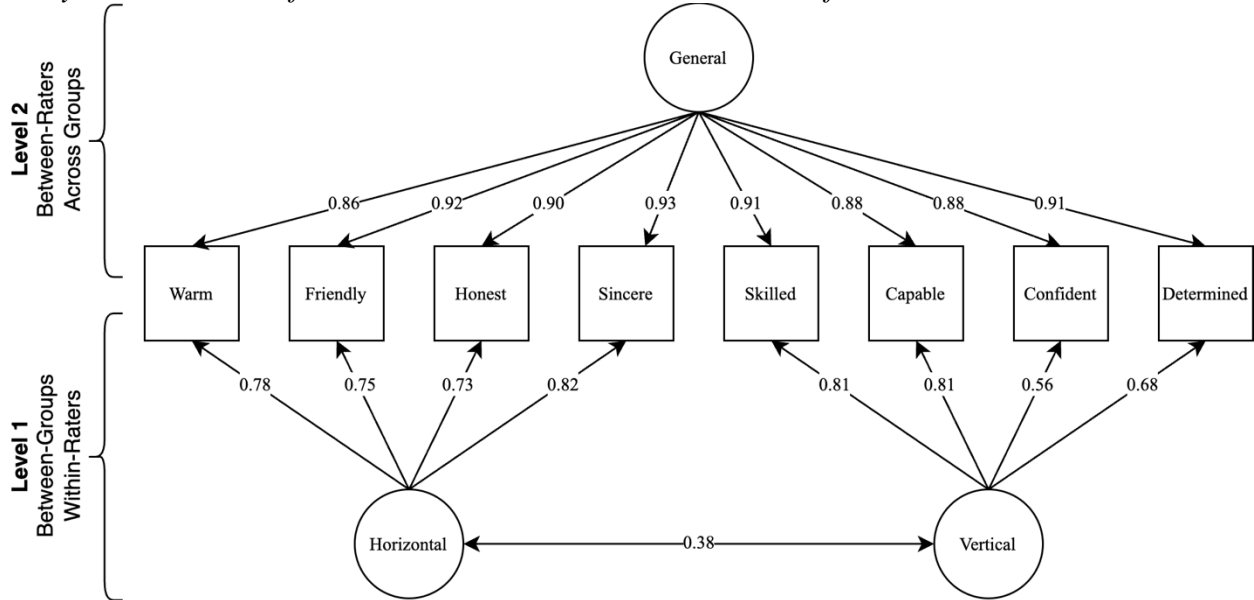 General
Level 2
Between-Raters
Across Groups
0.86
0.92
0.90
0.93
0.91
0.88
0.88
0.91
Warm
Friendly
Honest
Sincere
Skilled
Capable
Confident
Determined
Level 1
Between-Groups
Within-Raters
0.78
0.75
0.73
0.82
0.81
0.81
0.56
0.68
Horizontal
0.38
Vertical